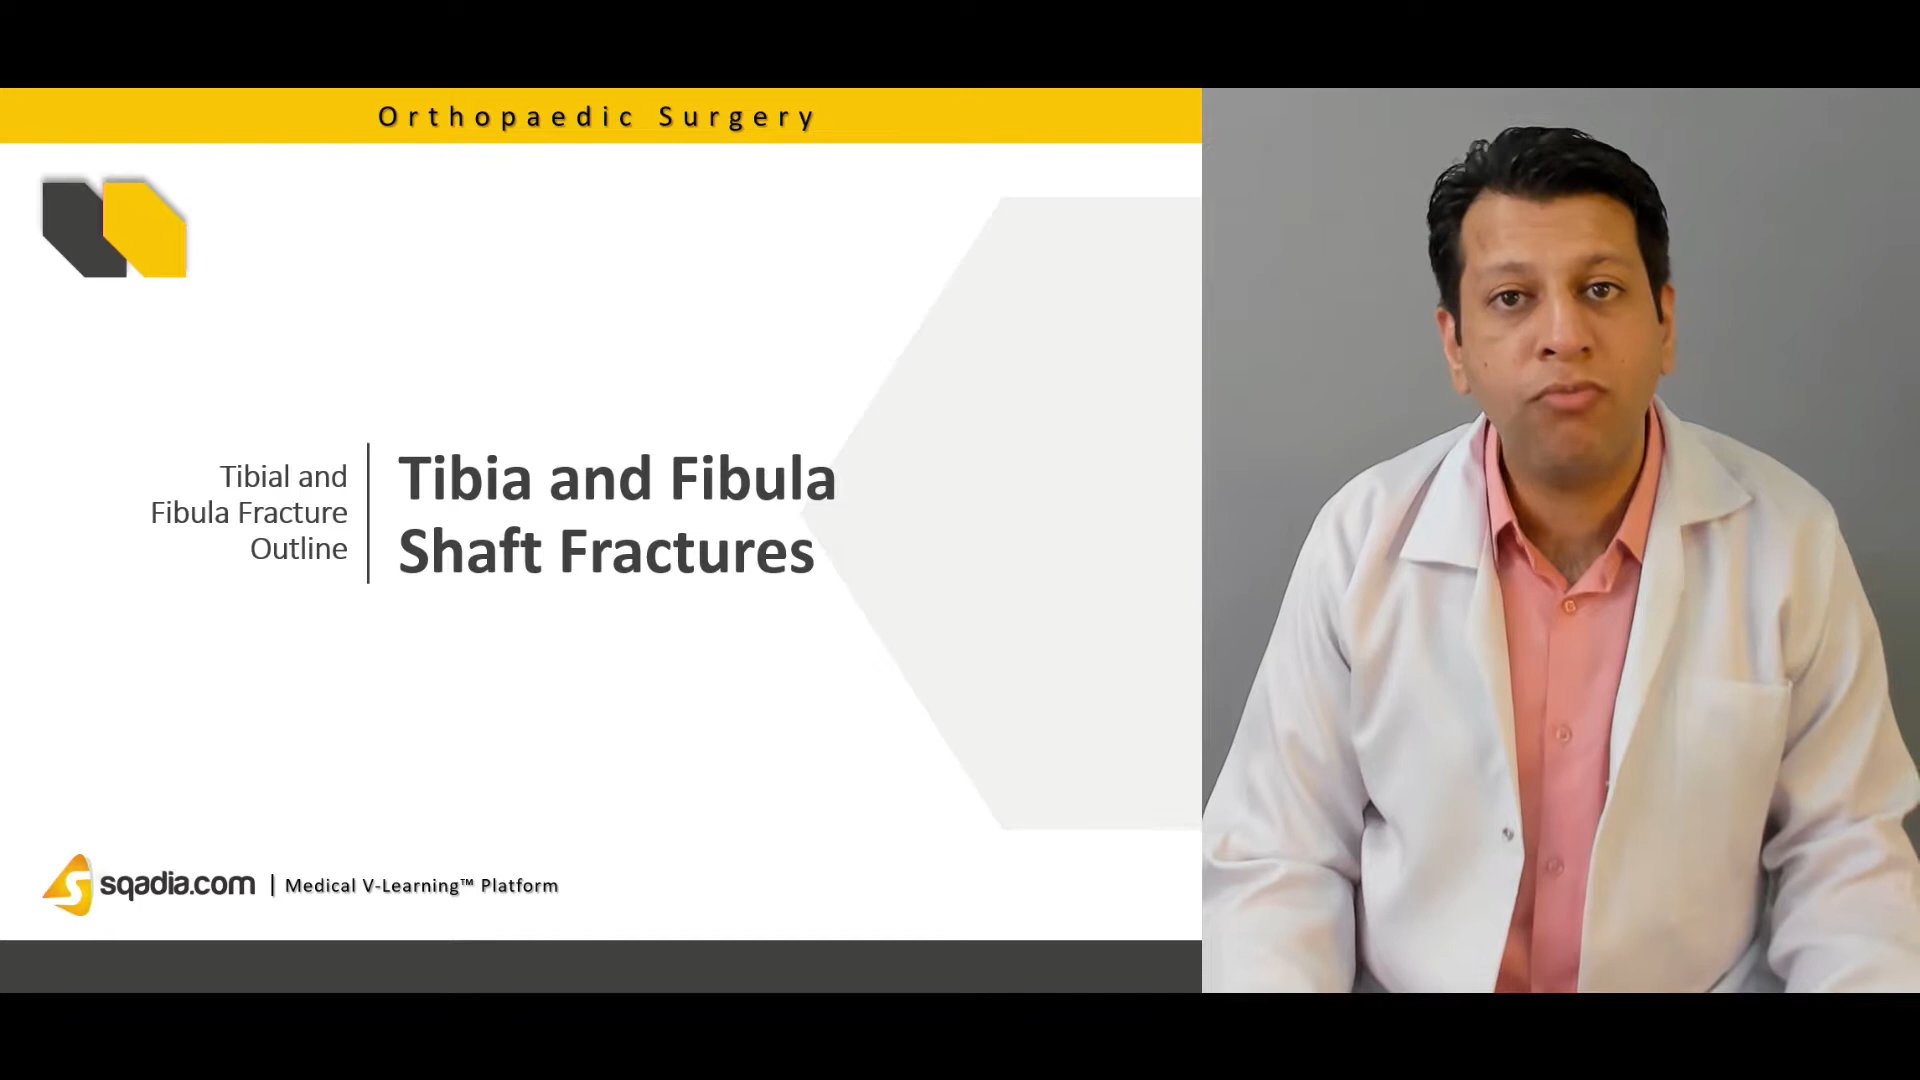 Orthopaedic Surgery
Tibial and
Fibula Fracture
Outline
Tibia and Fibula
Shaft Fractures
sqadia.com | Medical V-Learning™ Platform